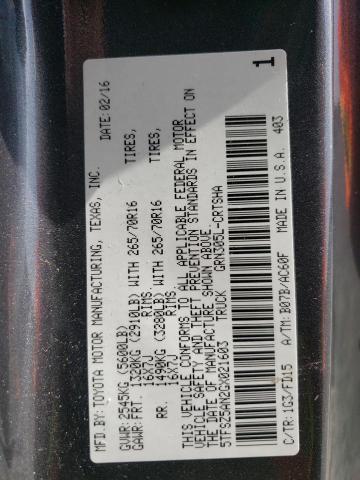 MFD.BY: TOYOTA MOTOR MANUFACTURING, TEXAS, INC. DATE: 02/16
GVWR: 2545KG (5600LB)
GAWR: FRT. 1320KG (2910LB) WITH 265/70R16 TIRES,
16X7J RIMS
RR. 1490KG (3280LB) WITH 265/70R16 TIRES,
16X7J RIMS
THIS VEHICLE CONFORMS TO ALL APPLICABLE FEDERAL MOTOR
VEHICLE SAFETY AND THEFT PREVENTION STANDARDS IN EFFECT ON
THE DATE OF MANUFACTURE SHOWN ABOVE.
5TFSZ5AN2GX021603 GRN305L-CRTSHA
TRUCK
C/TR: 1G3/FD15 A/TM: B07B/AC60F
MADE IN U.S.A. 403
1